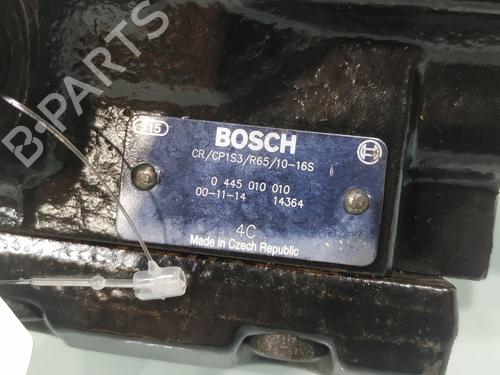 B-PARTS
315
BOSCH
CR/CP1S3/R65/10-16S
0 445 010 010
00-11-14 14364
4C
Made in Czech Republic